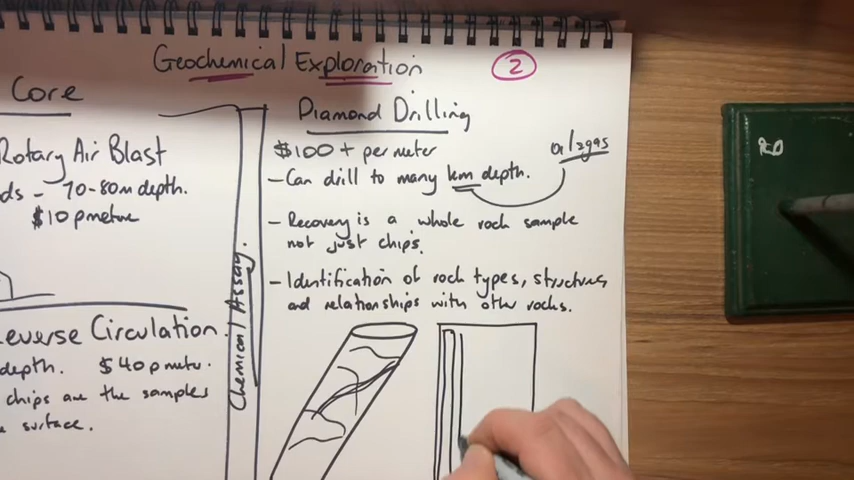 Geochemical Exploration
2
Core
Rotary Air Blast
70-80m depth.
$10 p metre
Reverse Circulation.
depth. $40 p metre.
chips are the samples
surface.
Chemical Assay.
Diamond Drilling
$100 + per meter
oil & gas
- Can drill to many km depth.
- Recovery is a whole rock sample
not just chips.
- Identification of rock types, structures
and relationships with other rocks.